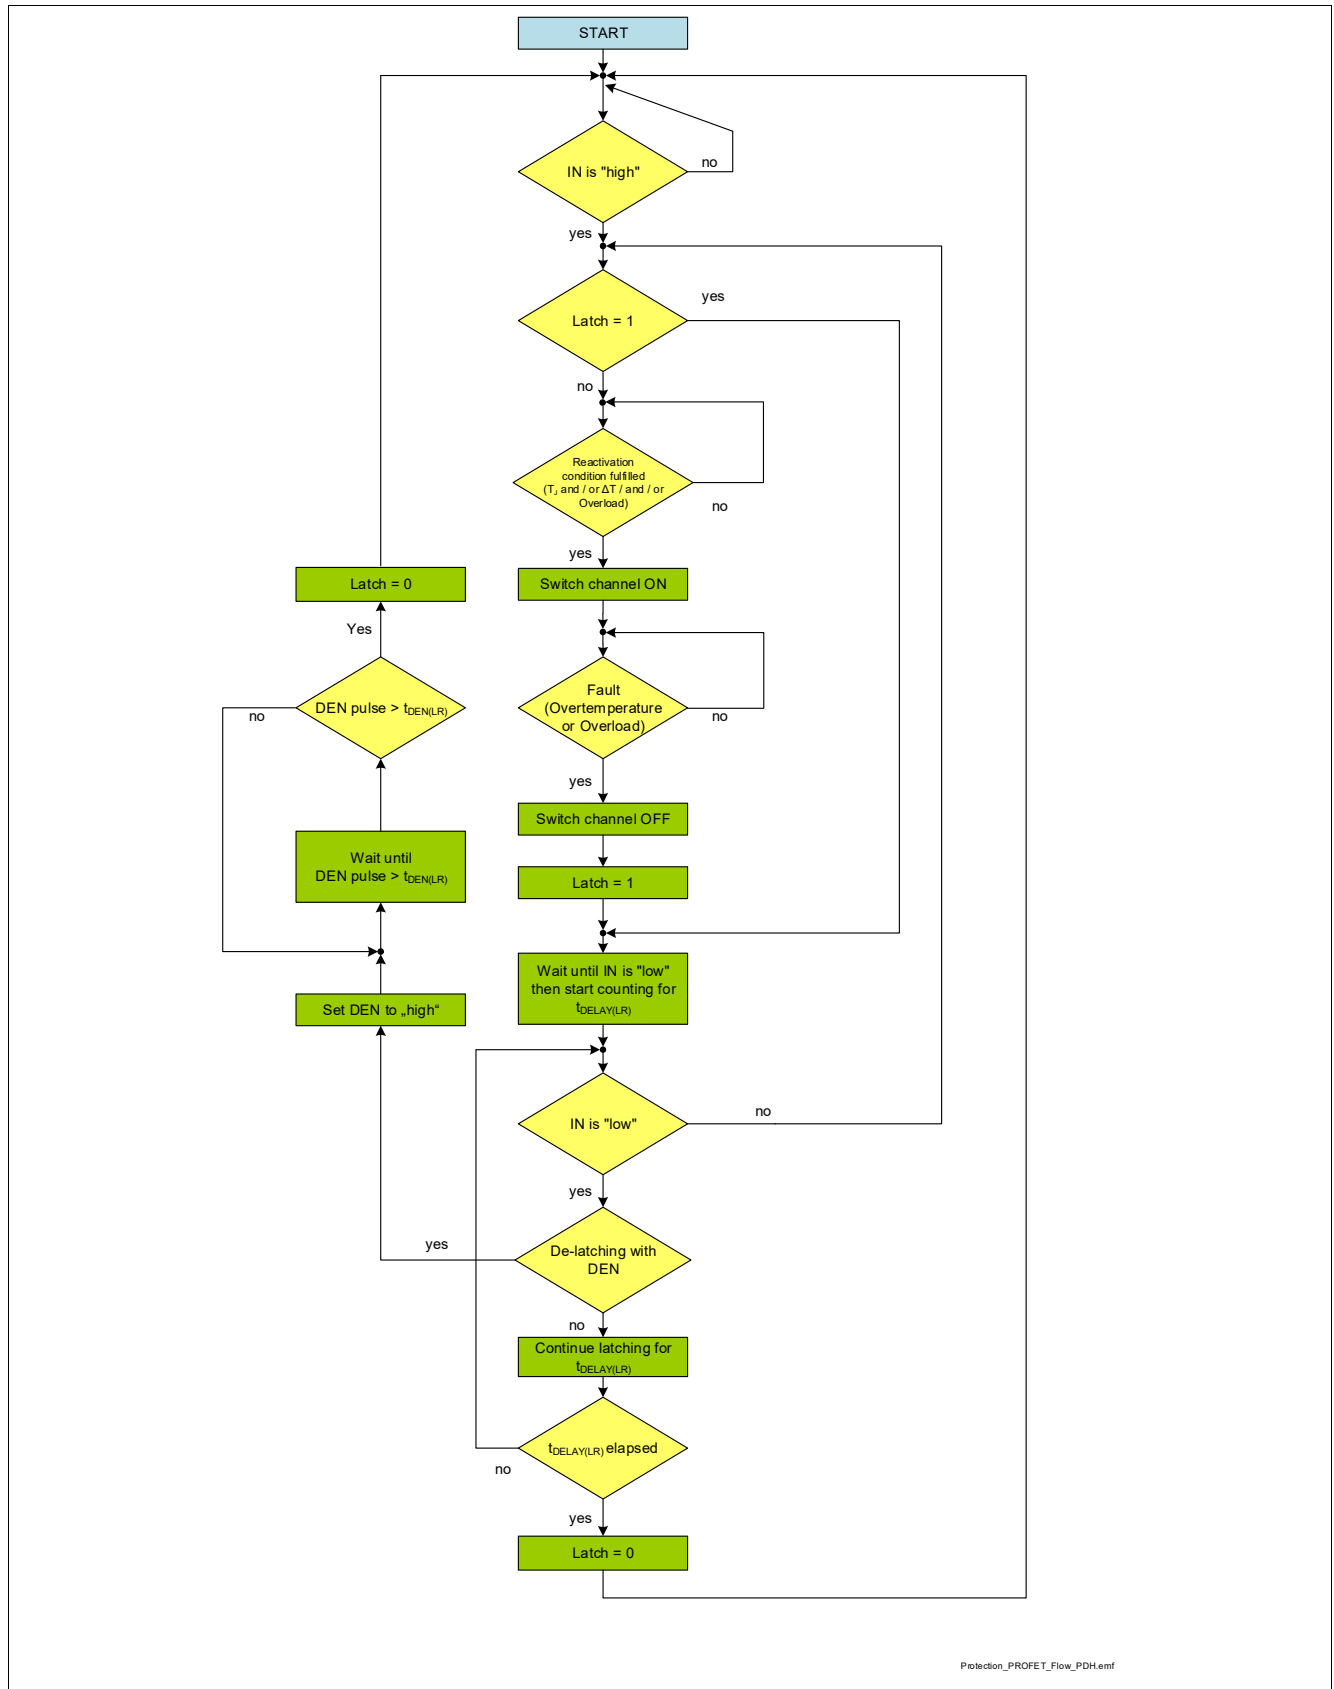 START
IN is "high"
no
yes
Latch = 1
yes
no
Reactivation
condition fulfilled
(TJ and / or ΔT / and / or
Overload)
no
yes
Switch channel ON
Latch = 0
Yes
Fault
(Overtemperature
or Overload)
no
DEN pulse > tDEN(LR)
no
yes
Switch channel OFF
Wait until
DEN pulse > tDEN(LR)
Latch = 1
Wait until IN is "low"
then start counting for
tDELAY(LR)
Set DEN to „high“
IN is "low"
no
yes
De-latching with
DEN
yes
no
Continue latching for
tDELAY(LR)
tDELAY(LR) elapsed
no
yes
Latch = 0
Protection_PROFET_Flow_PDH.emf